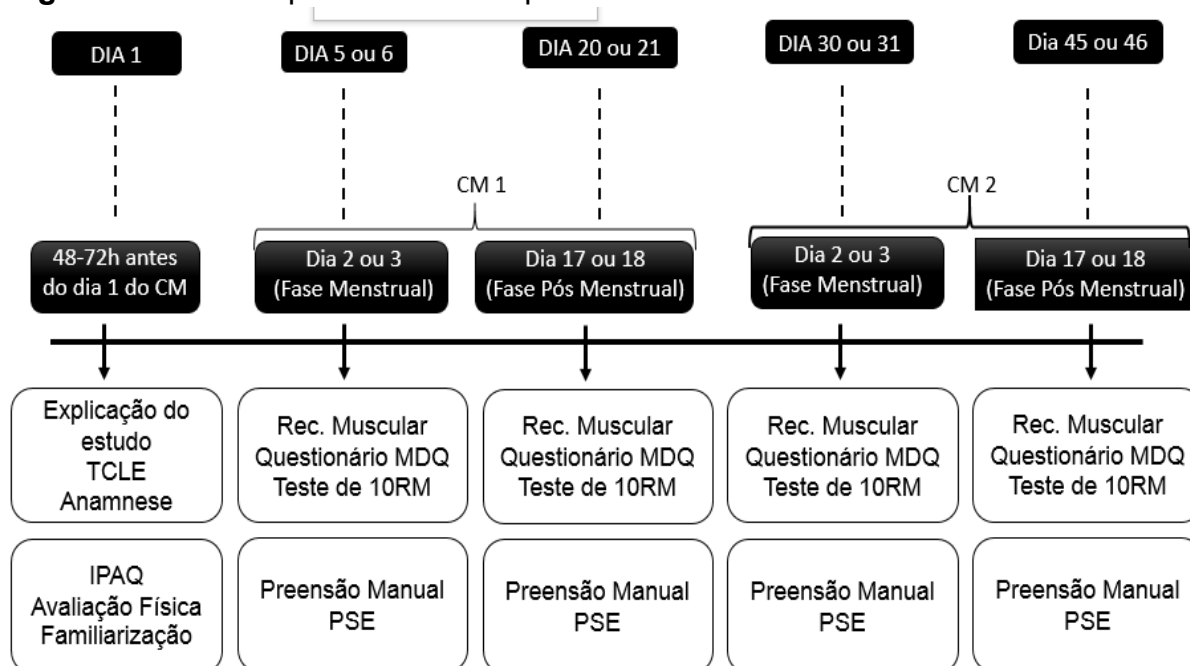 DIA 1
DIA 5 ou 6
DIA 20 ou 21
DIA 30 ou 31
Dia 45 ou 46
CM 1
CM 2
48-72h antes
do dia 1 do CM
Dia 2 ou 3
(Fase Menstrual)
Dia 17 ou 18
(Fase Pós Menstrual)
Dia 2 ou 3
(Fase Menstrual)
Dia 17 ou 18
(Fase Pós Menstrual)
Explicação do
estudo
TCLE
Anamnese
Rec. Muscular
Questionário MDQ
Teste de 10RM
Rec. Muscular
Questionário MDQ
Teste de 10RM
Rec. Muscular
Questionário MDQ
Teste de 10RM
Rec. Muscular
Questionário MDQ
Teste de 10RM
IPAQ
Avaliação Física
Familiarização
Preensão Manual
PSE
Preensão Manual
PSE
Preensão Manual
PSE
Preensão Manual
PSE